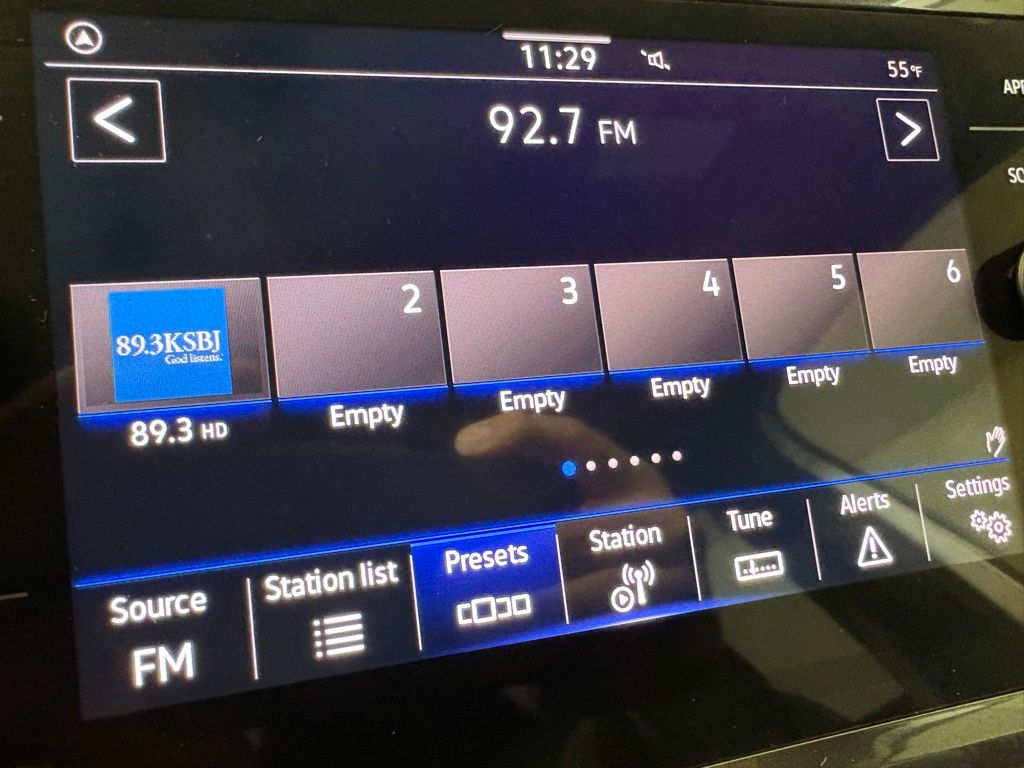 11:29
55°F
92.7 FM
2
3
4
5
6
89.3KSBJ
God listens.
89.3 HD
Empty
Empty
Empty
Empty
Empty
Source
Station list
Presets
Station
Tune
Alerts
Settings
FM